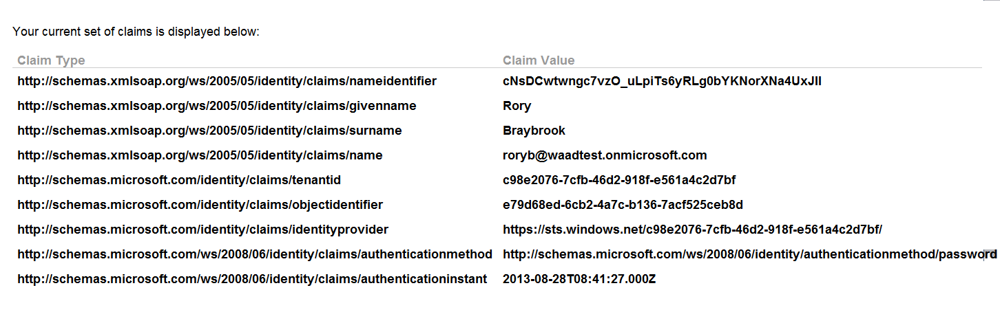 Your current set of claims is displayed below:
Claim Type Claim Value
http://schemas.xmlsoap.org/ws/2005/05/identity/claims/nameidentifier cNsDCwtwngc7vzO_uLpiTs6yRLg0bYKNorXNa4UxJII
http://schemas.xmlsoap.org/ws/2005/05/identity/claims/givenname Rory
http://schemas.xmlsoap.org/ws/2005/05/identity/claims/surname Braybrook
http://schemas.xmlsoap.org/ws/2005/05/identity/claims/name roryb@waadtest.onmicrosoft.com
http://schemas.microsoft.com/identity/claims/tenantid c98e2076-7cfb-46d2-918f-e561a4c2d7bf
http://schemas.microsoft.com/identity/claims/objectidentifier e79d68ed-6cb2-4a7c-b136-7acf525ceb8d
http://schemas.microsoft.com/identity/claims/identityprovider https://sts.windows.net/c98e2076-7cfb-46d2-918f-e561a4c2d7bf/
http://schemas.microsoft.com/ws/2008/06/identity/claims/authenticationmethod http://schemas.microsoft.com/ws/2008/06/identity/authenticationmethod/password
http://schemas.microsoft.com/ws/2008/06/identity/claims/authenticationinstant 2013-08-28T08:41:27.000Z